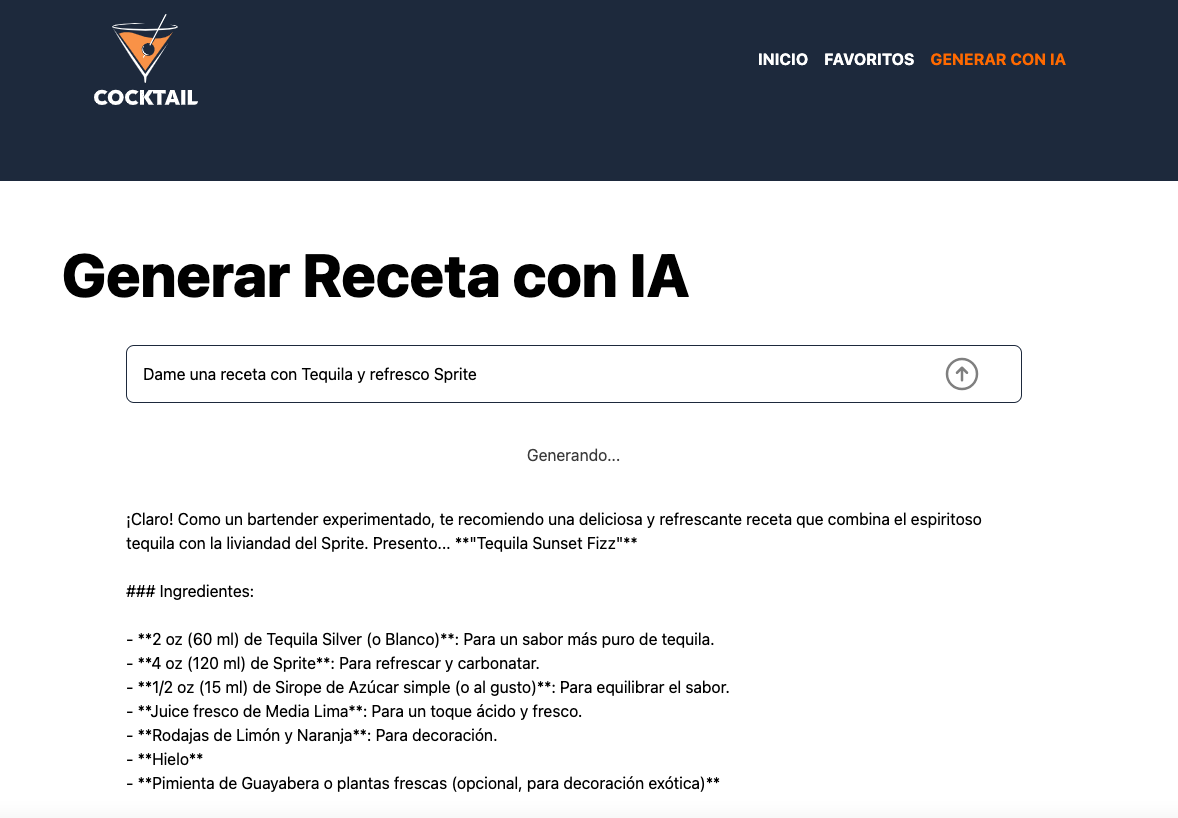 COCKTAIL
INICIO FAVORITOS GENERAR CON IA
Generar Receta con IA
Dame una receta con Tequila y refresco Sprite
Generando...
¡Claro! Como un bartender experimentado, te recomiendo una deliciosa y refrescante receta que combina el espiritoso
tequila con la liviandad del Sprite. Presento... **"Tequila Sunset Fizz"**
### Ingredientes:
- **2 oz (60 ml) de Tequila Silver (o Blanco)**: Para un sabor más puro de tequila.
- **4 oz (120 ml) de Sprite**: Para refrescar y carbonatar.
- **1/2 oz (15 ml) de Sirope de Azúcar simple (o al gusto)**: Para equilibrar el sabor.
- **Juice fresco de Media Lima**: Para un toque ácido y fresco.
- **Rodajas de Limón y Naranja**: Para decoración.
- **Hielo**
- **Pimienta de Guayabera o plantas frescas (opcional, para decoración exótica)**